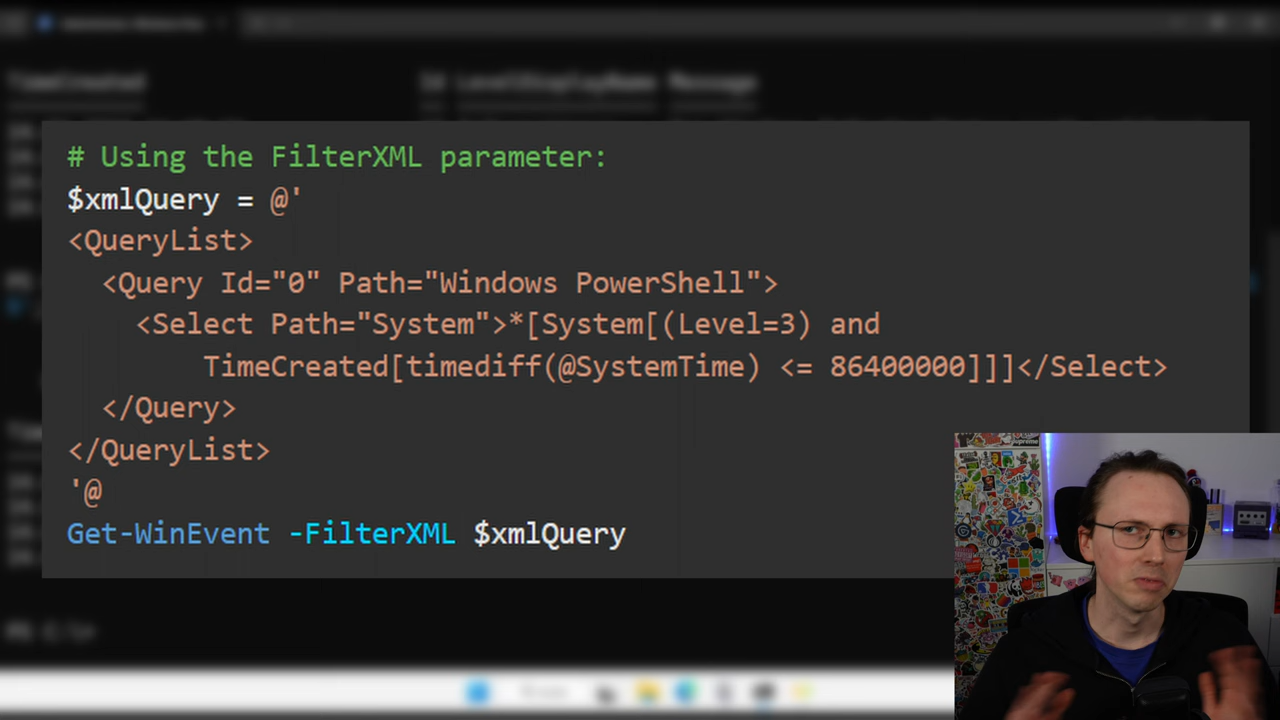 # Using the FilterXML parameter:
$xmlQuery = @'
<QueryList>
  <Query Id="0" Path="Windows PowerShell">
    <Select Path="System">*[System[(Level=3) and
        TimeCreated[timediff(@SystemTime) <= 86400000]]]</Select>
  </Query>
</QueryList>
'@
Get-WinEvent -FilterXML $xmlQuery